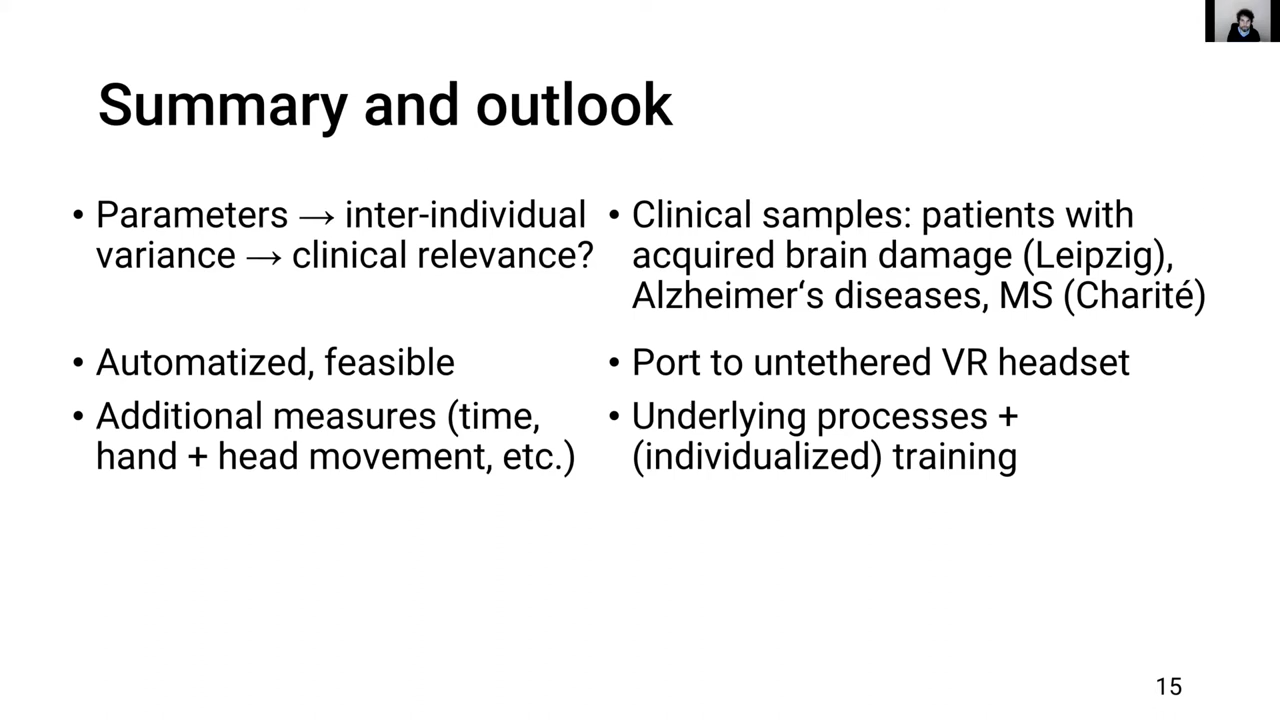 Summary and outlook
• Parameters → inter-individual
variance → clinical relevance?
• Automatized, feasible
• Additional measures (time,
hand + head movement, etc.)
• Clinical samples: patients with
acquired brain damage (Leipzig),
Alzheimer‘s diseases, MS (Charité)
• Port to untethered VR headset
• Underlying processes +
(individualized) training
15